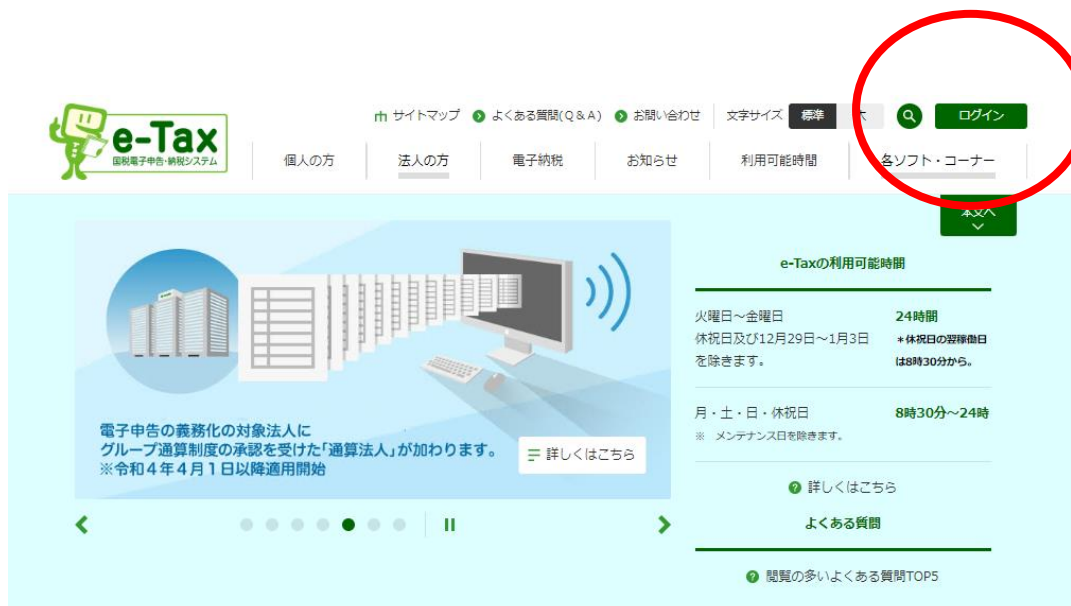 サイトマップ よくある質問(Q&A) お問い合わせ 文字サイズ 標準 ログイン
e-Tax
国税電子申告・納税システム
個人の方 法人の方 電子納税 お知らせ 利用可能時間 各ソフト・コーナー
本文へ
電子申告の義務化の対象法人に
グループ通算制度の承認を受けた「通算法人」が加わります。
※令和4年4月1日以降適用開始
詳しくはこちら
e-Taxの利用可能時間
火曜日~金曜日 24時間
休祝日及び12月29日~1月3日 *休祝日の翌稼働日
を除きます。 は8時30分から。
月・土・日・休祝日 8時30分~24時
※ メンテナンス日を除きます。
詳しくはこちら
よくある質問
閲覧の多いよくある質問TOP5